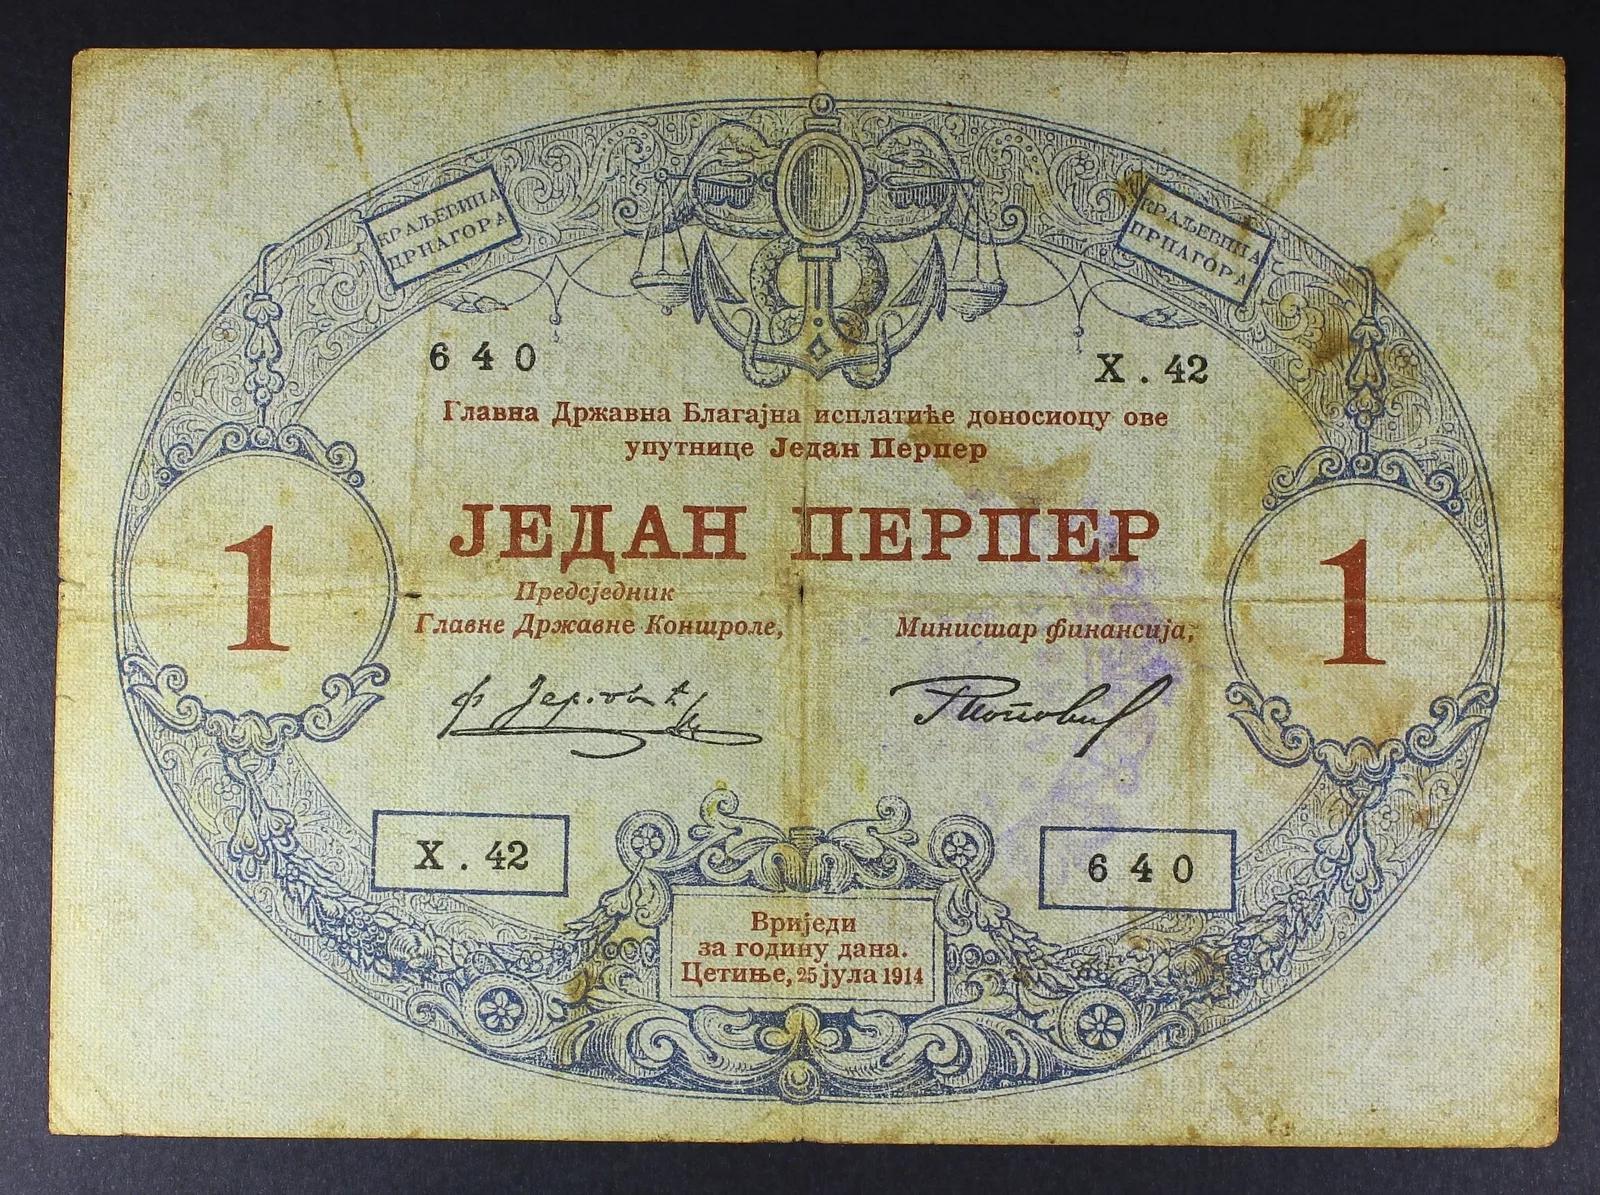 КРАЉЕВИНА
ЦРНАГОРА
КРАЉЕВИНА
ЦРНАГОРА
640
X . 42
Главна Државна Благајна исплатиће доносиоцу ове
упутнице Један Перпер
ЈЕДАН ПЕРПЕР
1
1
Предсједник
Главне Државне Контроле,
Министар финансија,
X . 42
640
Вриједи
за годину дана.
Цетиње, 25 јула 1914